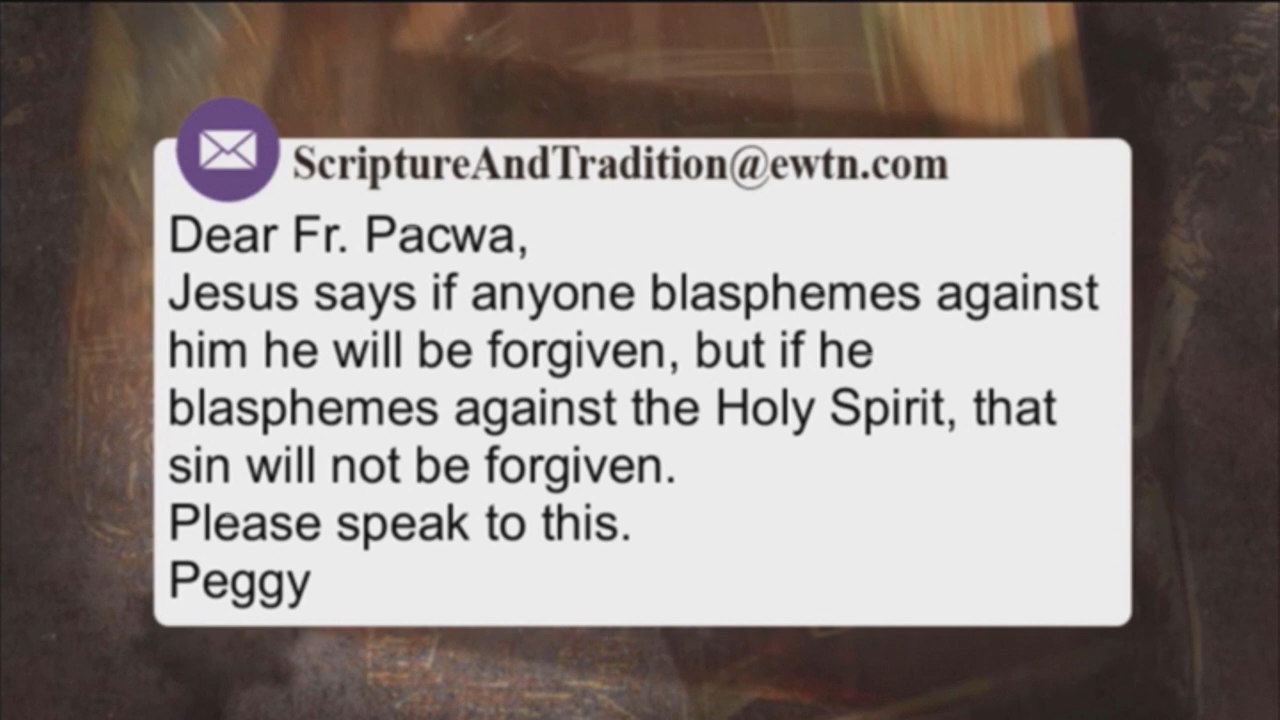 ScriptureAndTradition@ewtn.com
Dear Fr. Pacwa,
Jesus says if anyone blasphemes against
him he will be forgiven, but if he
blasphemes against the Holy Spirit, that
sin will not be forgiven.
Please speak to this.
Peggy